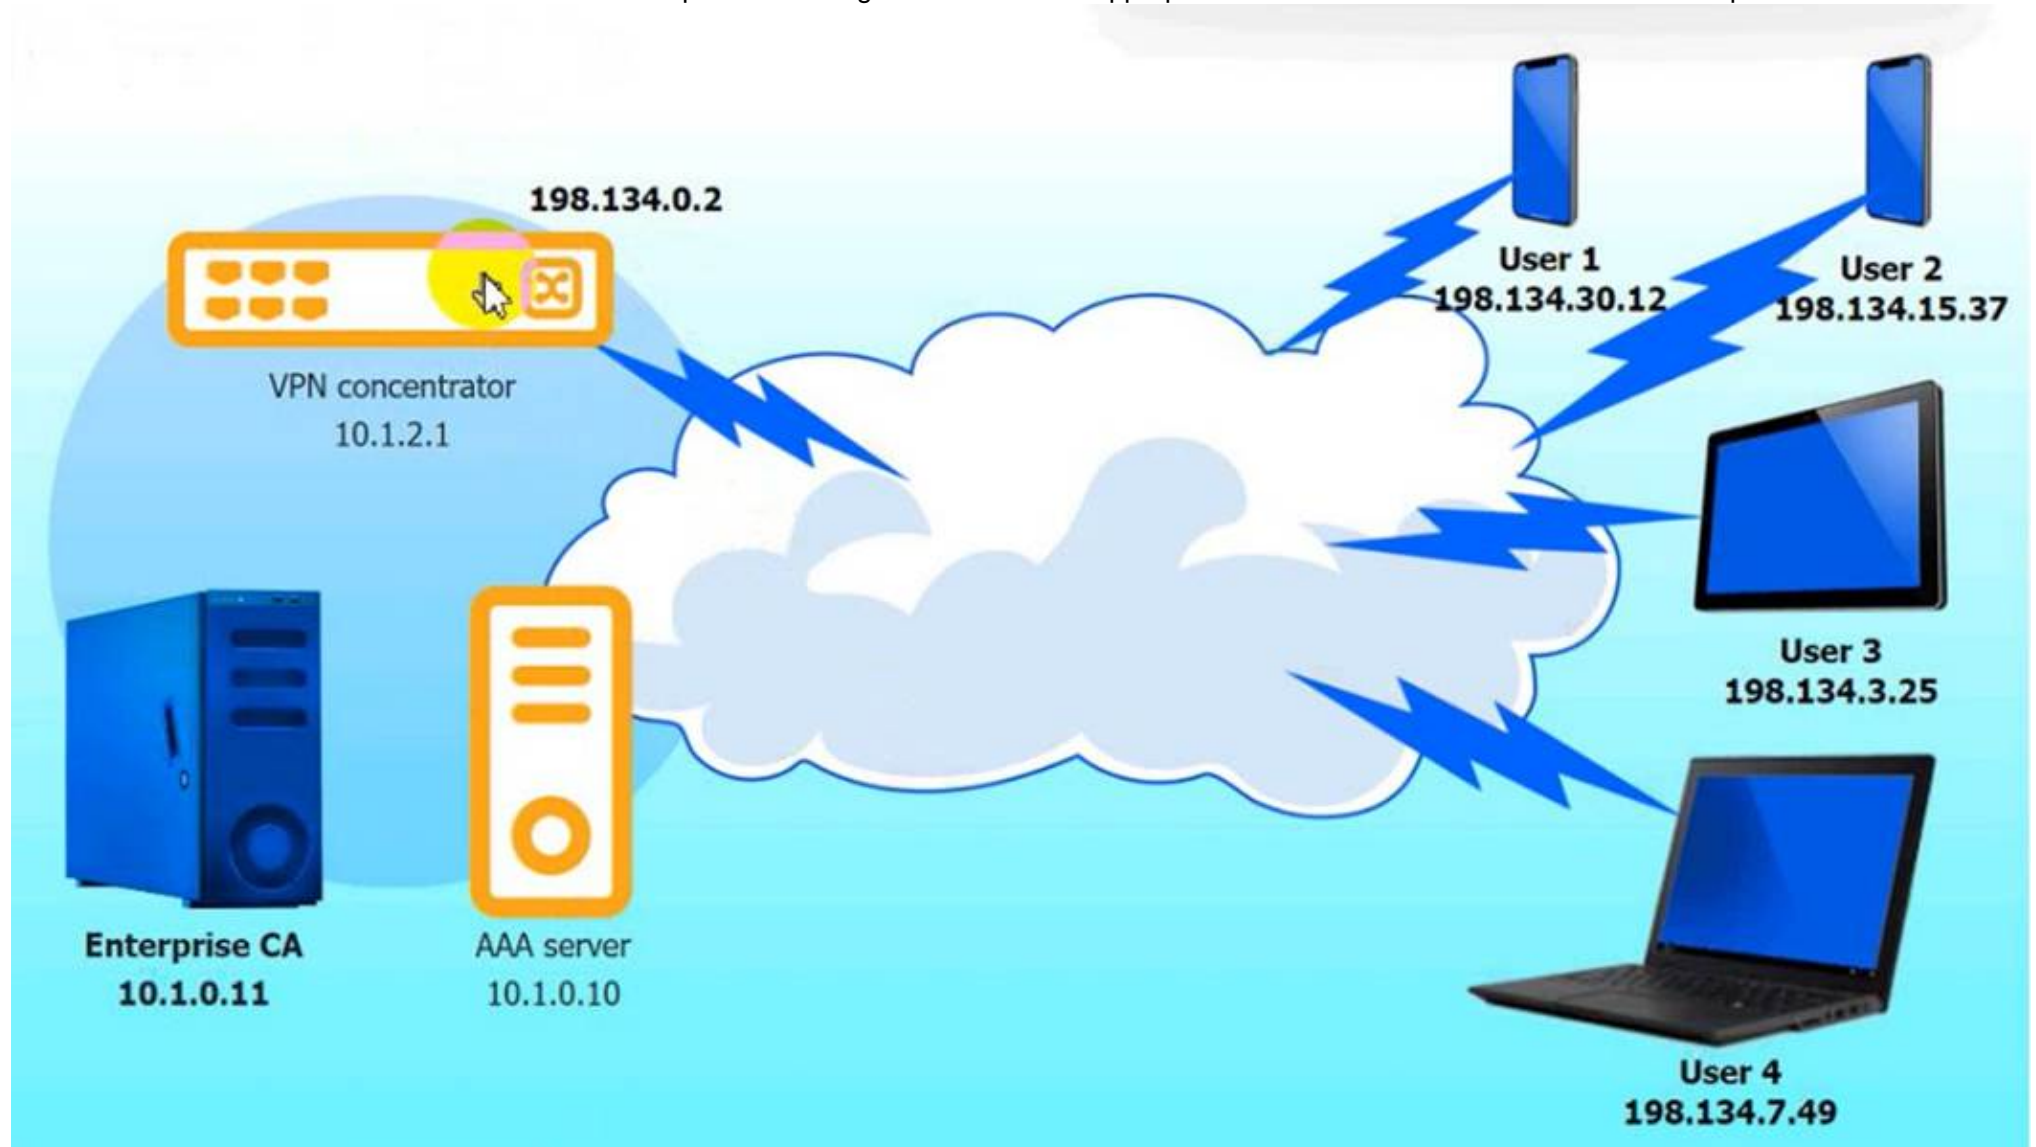 198.134.0.2
VPN concentrator
10.1.2.1
User 1
198.134.30.12
User 2
198.134.15.37
User 3
198.134.3.25
Enterprise CA
10.1.0.11
AAA server
10.1.0.10
User 4
198.134.7.49